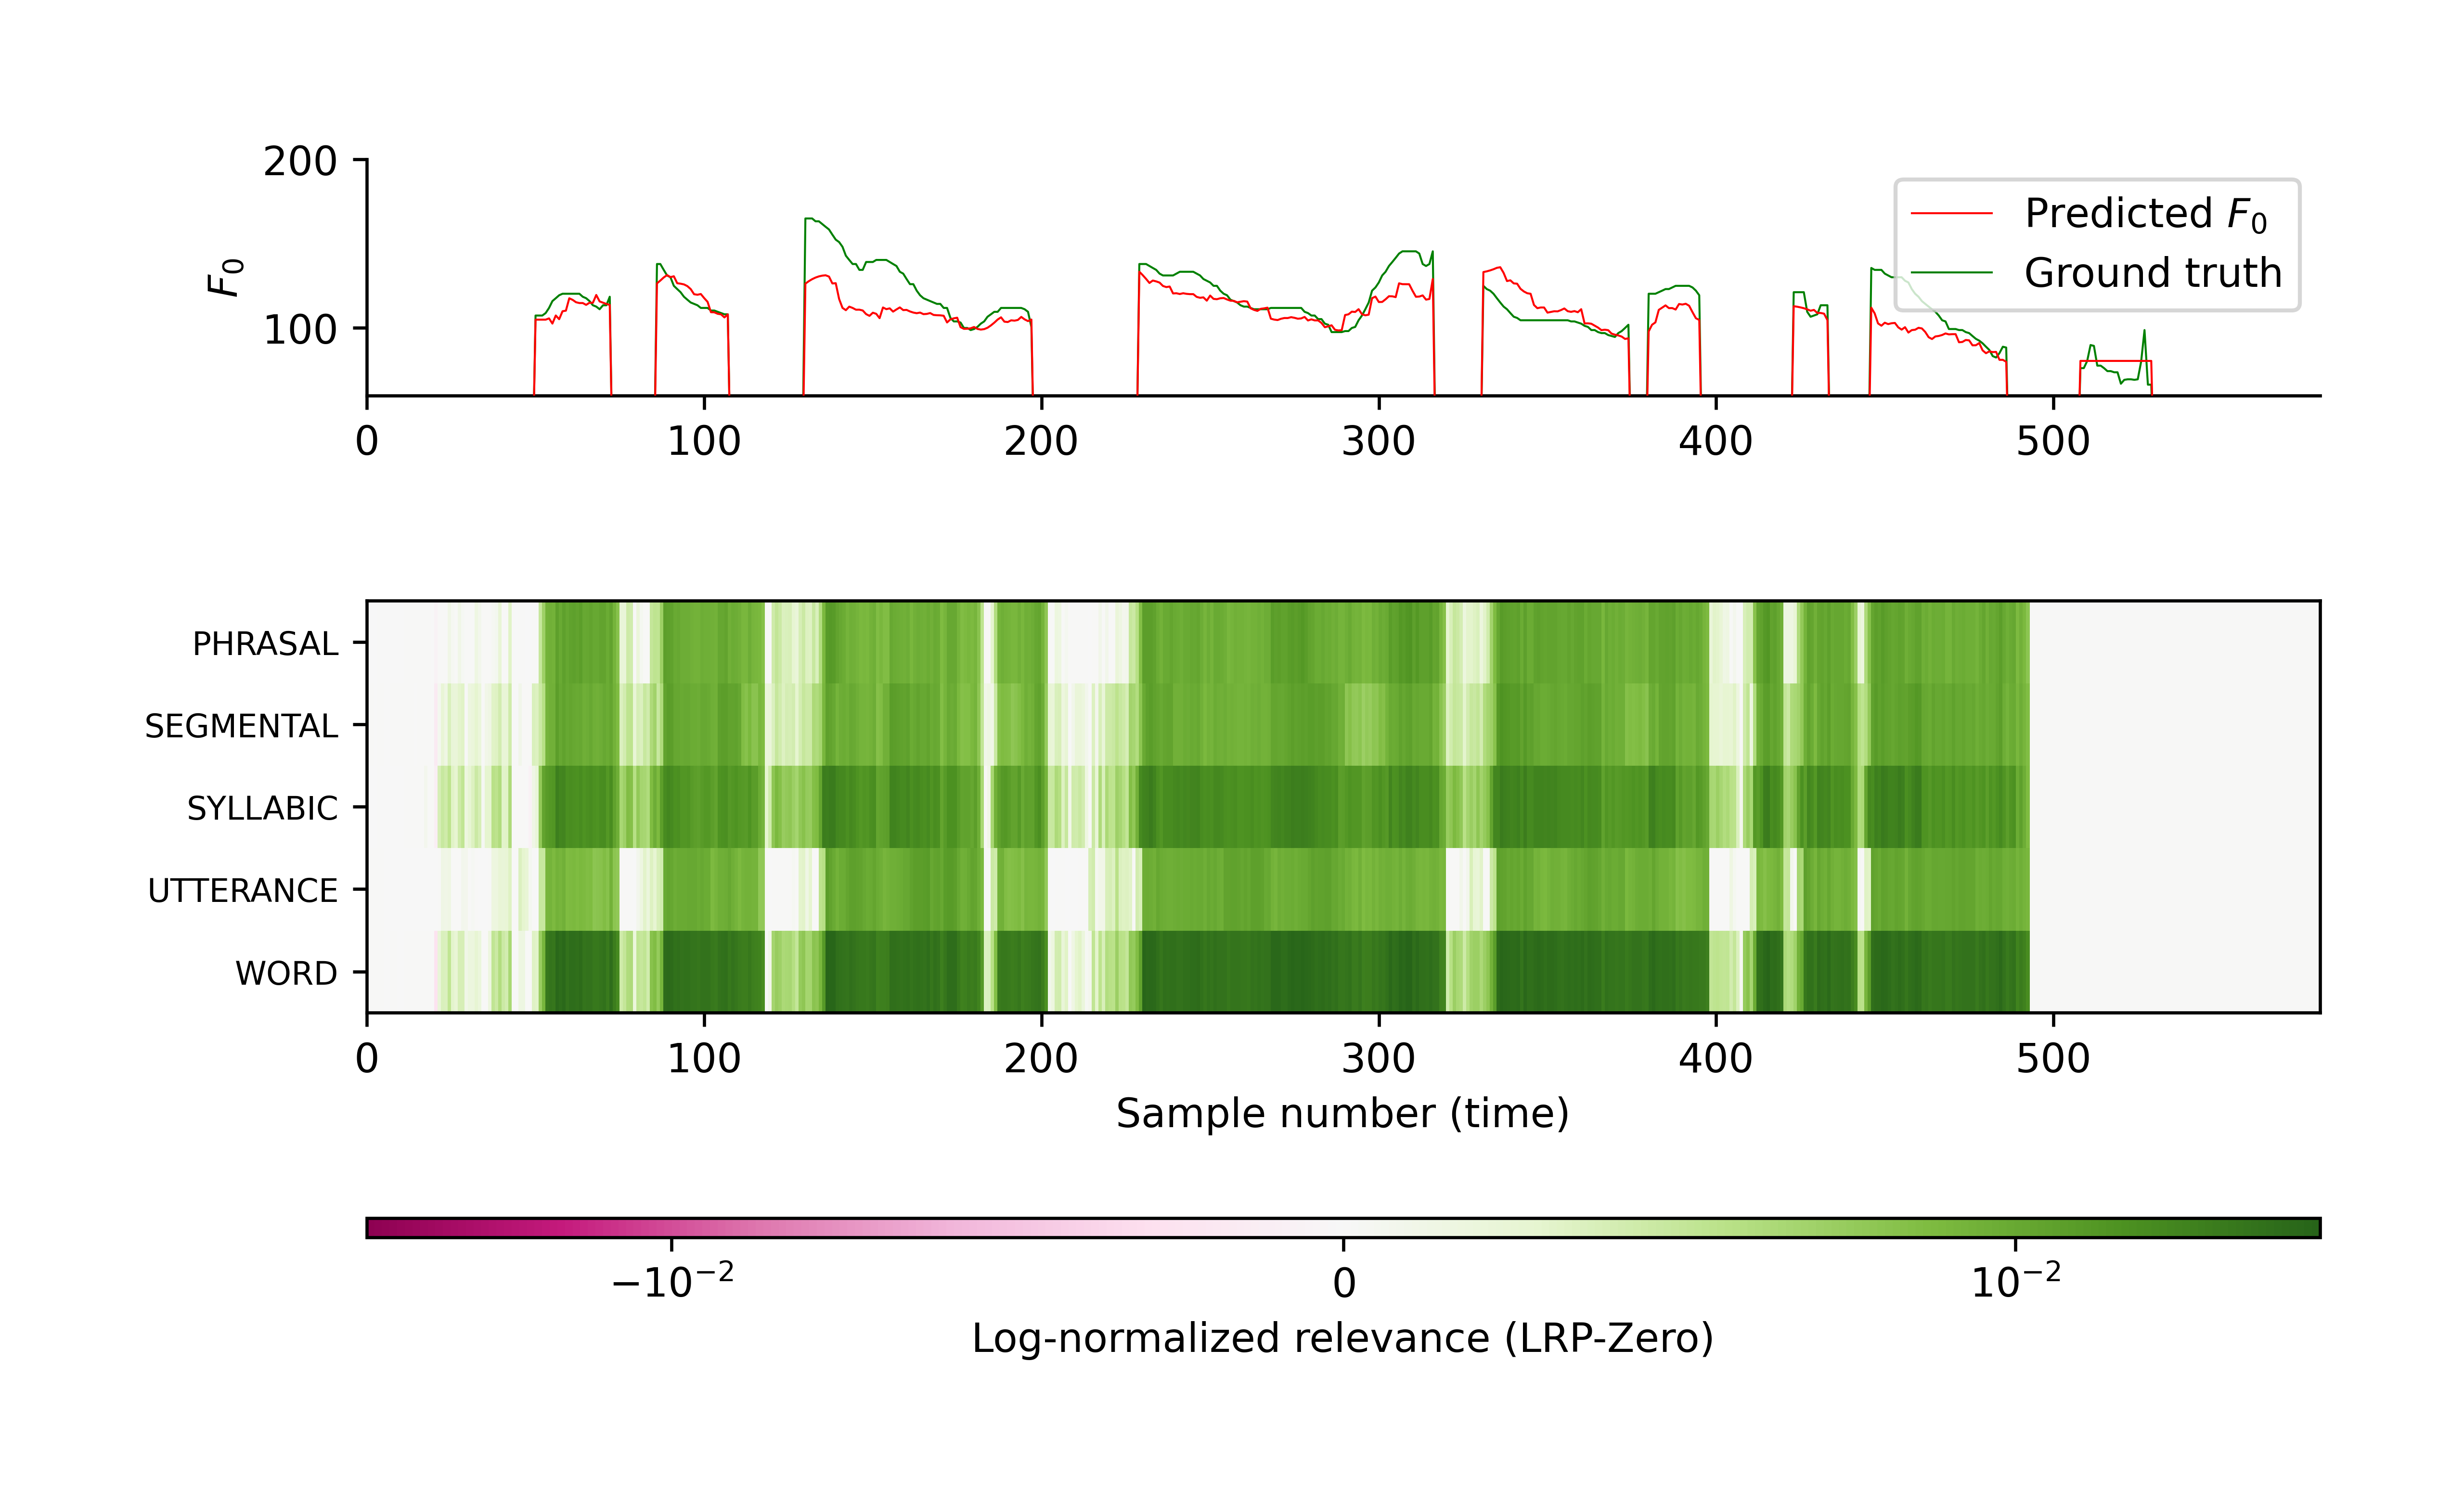 200
100
F₀
Predicted F₀
Ground truth
0 100 200 300 400 500
PHRASAL
SEGMENTAL
SYLLABIC
UTTERANCE
WORD
0 100 200 300 400 500
Sample number (time)
−10⁻² 0 10⁻²
Log-normalized relevance (LRP-Zero)